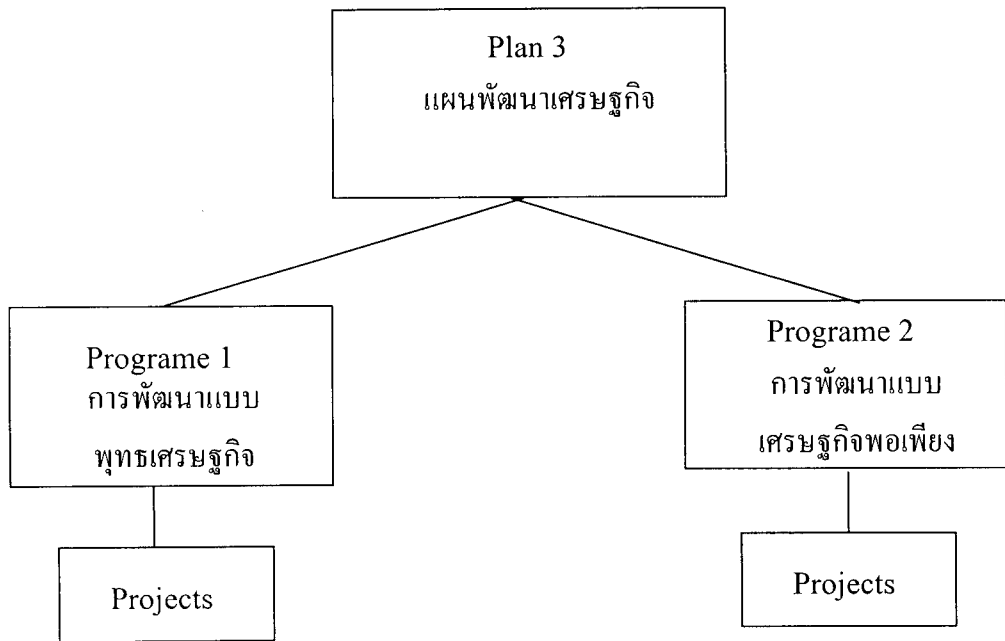 Plan 3
แผนพัฒนาเศรษฐกิจ
Programe 1
การพัฒนาแบบ
พุทธเศรษฐกิจ
Programe 2
การพัฒนาแบบ
เศรษฐกิจพอเพียง
Projects
Projects